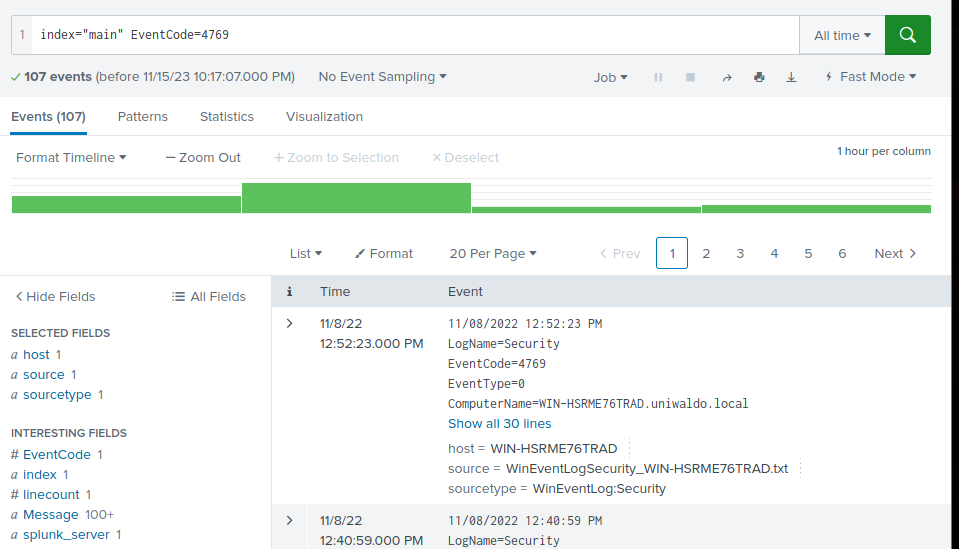 1 index="main" EventCode=4769
All time
107 events (before 11/15/23 10:17:07.000 PM) No Event Sampling Job Fast Mode
Events (107) Patterns Statistics Visualization
Format Timeline — Zoom Out + Zoom to Selection × Deselect 1 hour per column
List Format 20 Per Page < Prev 1 2 3 4 5 6 Next >
< Hide Fields All Fields
SELECTED FIELDS
a host 1
a source 1
a sourcetype 1
INTERESTING FIELDS
# EventCode 1
a index 1
# linecount 1
a Message 100+
a splunk_server 1
i Time Event
> 11/8/22
12:52:23.000 PM
11/08/2022 12:52:23 PM
LogName=Security
EventCode=4769
EventType=0
ComputerName=WIN-HSRME76TRAD.uniwaldo.local
Show all 30 lines
host = WIN-HSRME76TRAD
source = WinEventLogSecurity_WIN-HSRME76TRAD.txt
sourcetype = WinEventLog:Security
> 11/8/22
12:40:59.000 PM
11/08/2022 12:40:59 PM
LogName=Security